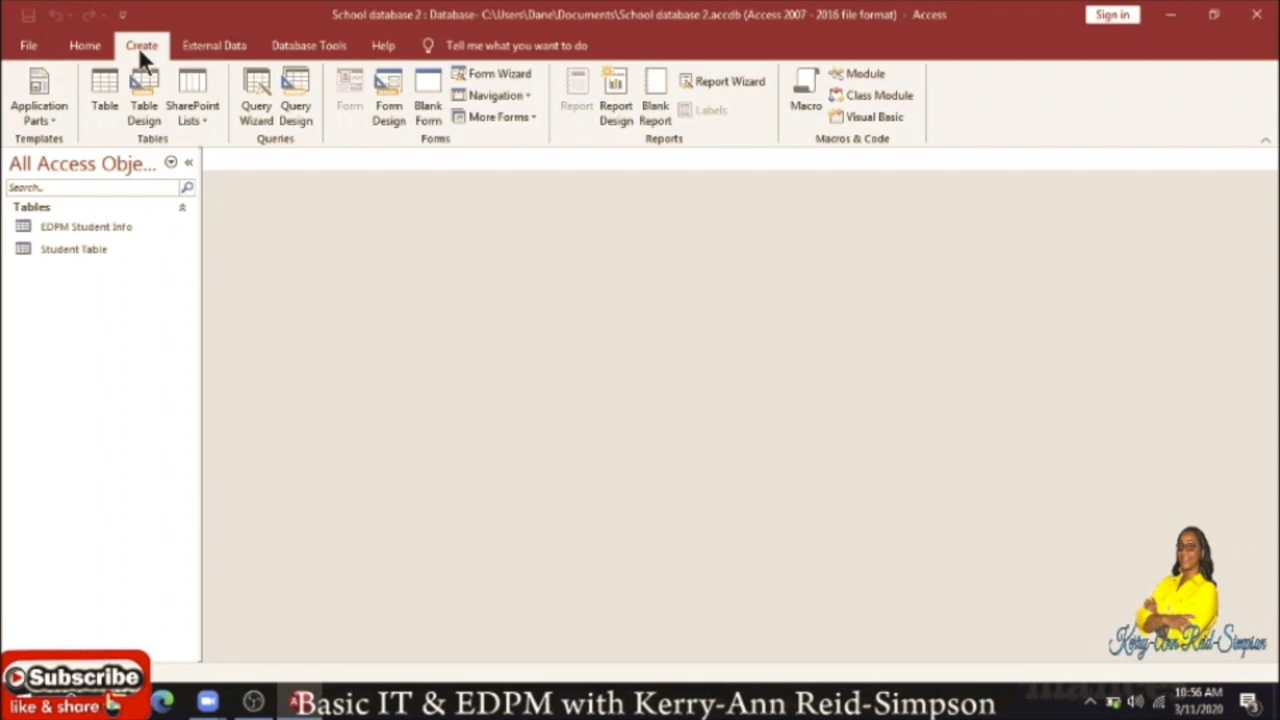 School database 2 : Database- C:\Users\Dane\Documents\School database 2.accdb (Access 2007 - 2016 file format) - Access
Sign in
File Home Create External Data Database Tools Help Tell me what you want to do
Application Parts
Table
Table Design
SharePoint Lists
Query Wizard
Query Design
Form
Form Design
Blank Form
Form Wizard
Navigation
More Forms
Report
Report Design
Blank Report
Report Wizard
Labels
Macro
Module
Class Module
Visual Basic
Templates Tables Queries Forms Reports Macros & Code
All Access Obje...
Search...
Tables
EDPM Student Info
Student Table
Kerry-Ann Reid-Simpson
Subscribe
like & share
Basic IT & EDPM with Kerry-Ann Reid-Simpson
10:56 AM
3/11/2020
3